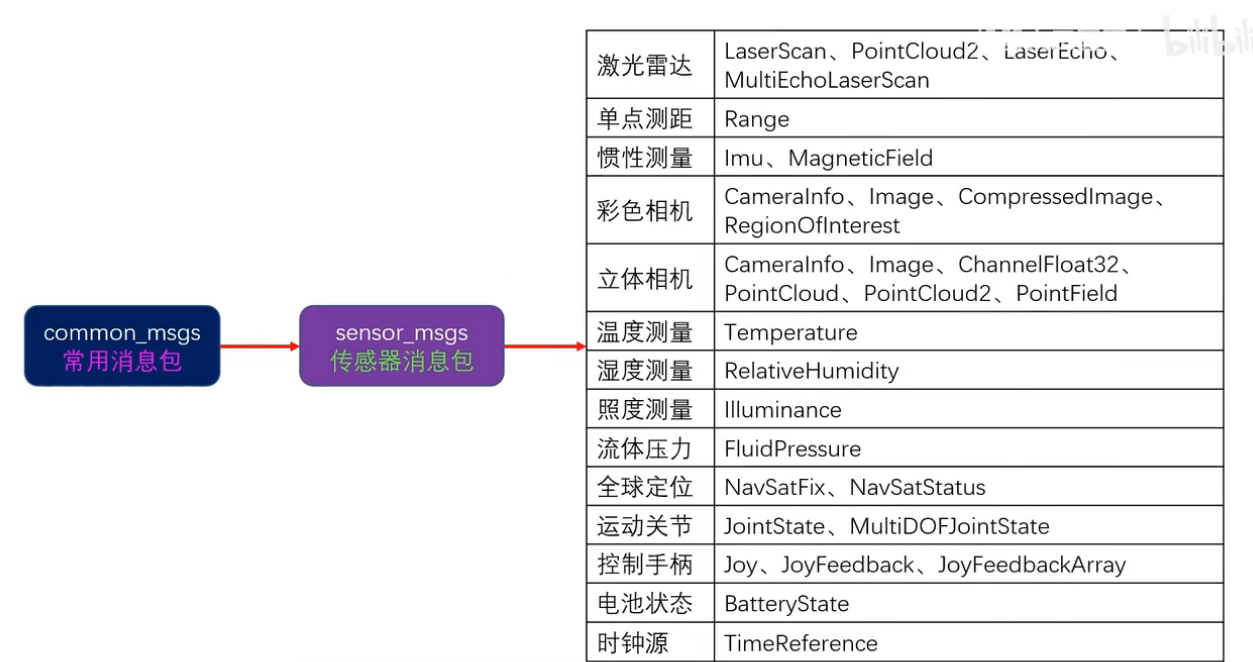 bilibili
激光雷达
LaserScan、PointCloud2、LaserEcho、
MultiEchoLaserScan
单点测距
Range
惯性测量
Imu、MagneticField
彩色相机
CameraInfo、Image、CompressedImage、
RegionOfInterest
立体相机
CameraInfo、Image、ChannelFloat32、
PointCloud、PointCloud2、PointField
common_msgs
常用消息包
sensor_msgs
传感器消息包
温度测量
Temperature
湿度测量
RelativeHumidity
照度测量
Illuminance
流体压力
FluidPressure
全球定位
NavSatFix、NavSatStatus
运动关节
JointState、MultiDOFJointState
控制手柄
Joy、JoyFeedback、JoyFeedbackArray
电池状态
BatteryState
时钟源
TimeReference